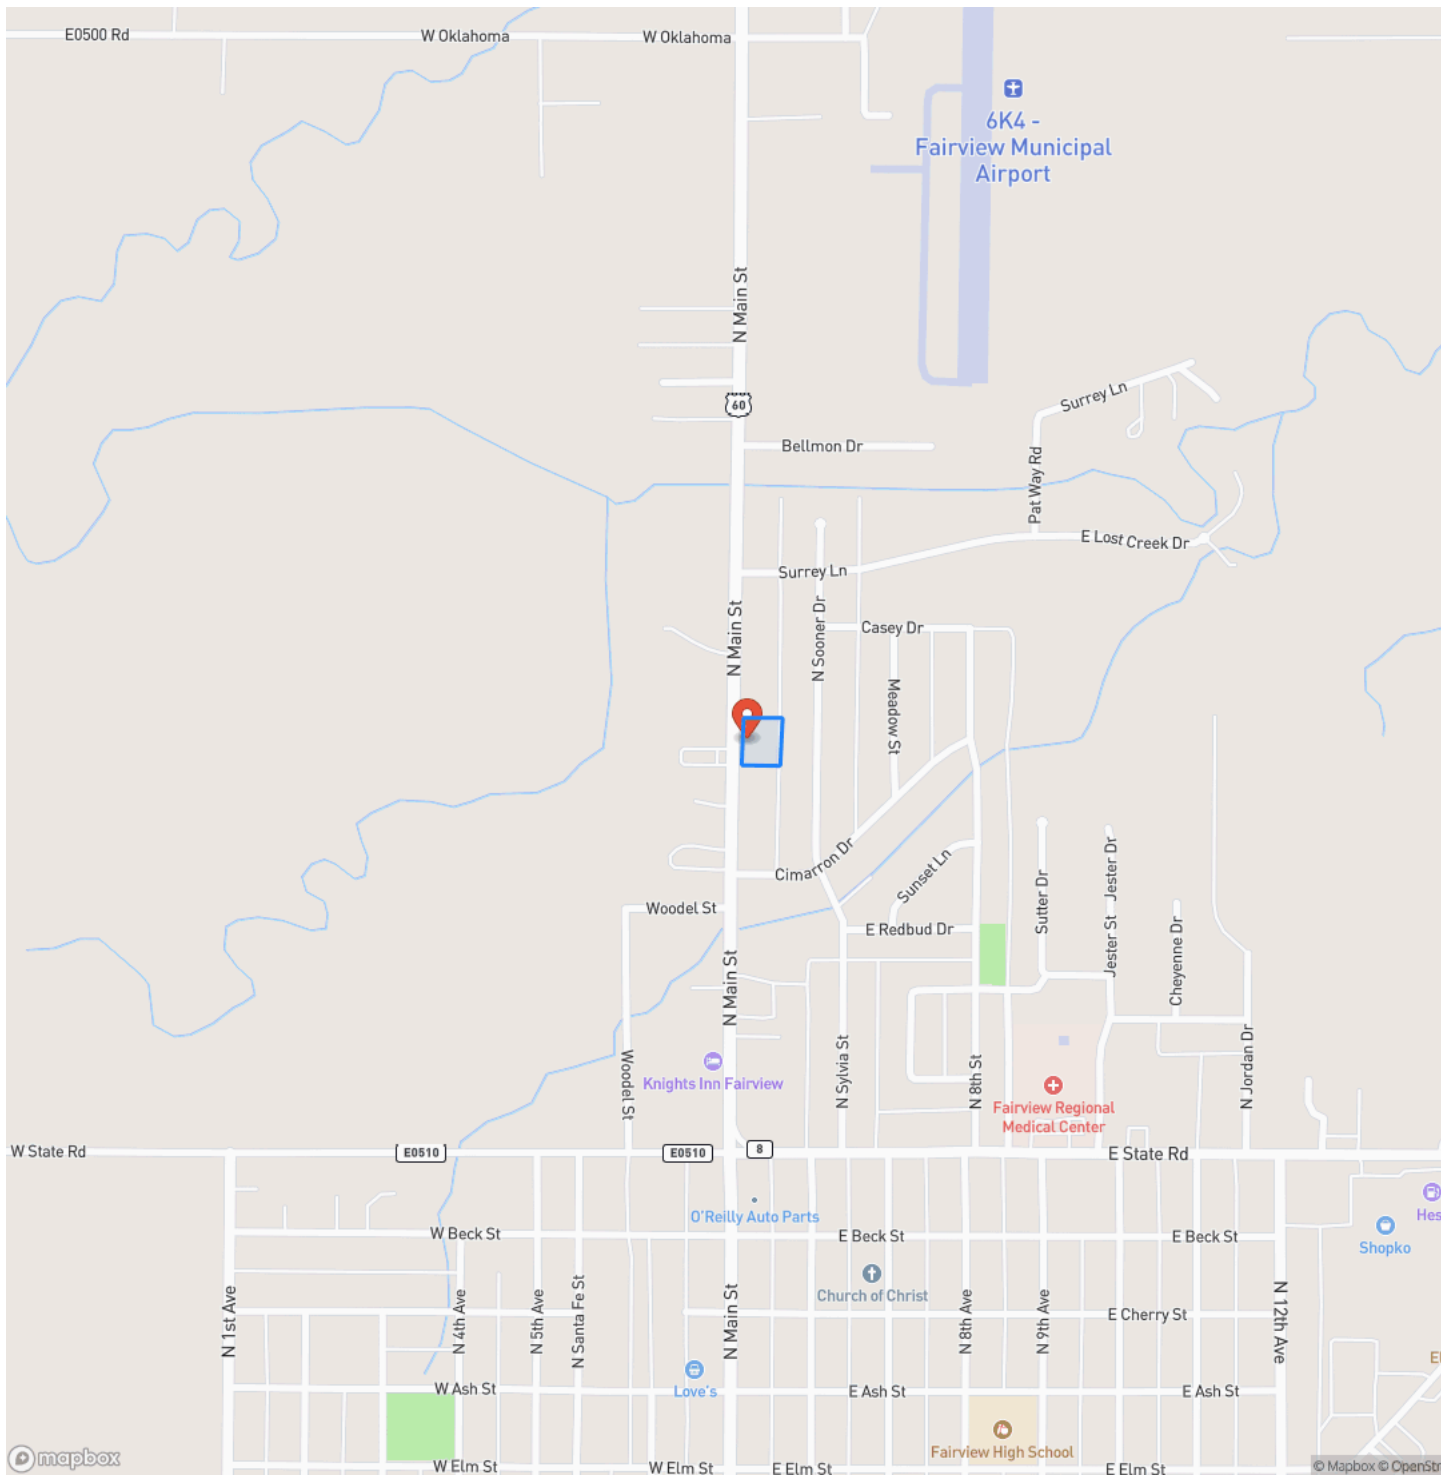 E0500 Rd
W Oklahoma
W Oklahoma
6K4 -
Fairview Municipal
Airport
N Main St
60
Surrey Ln
Bellmon Dr
Pat Way Rd
E Lost Creek Dr
Surrey Ln
N Main St
N Sooner Dr
Casey Dr
Meadow St
Cimarron Dr
Sunset Ln
Woodel St
E Redbud Dr
Sutter Dr
Jester Dr
Jester St
Cheyenne Dr
N Main St
Woodel St
Knights Inn Fairview
N Sylvia St
N 8th St
Fairview Regional
Medical Center
N Jordan Dr
W State Rd
E0510
E0510
8
E State Rd
O'Reilly Auto Parts
Hes
Shopko
W Beck St
E Beck St
E Beck St
Church of Christ
N 1st Ave
N 4th Ave
N 5th Ave
N Santa Fe St
N Main St
N 8th Ave
N 9th Ave
E Cherry St
N 12th Ave
El
W Ash St
Love's
E Ash St
E Ash St
Fairview High School
W Elm St
W Elm St
E Elm St
E Elm St
mapbox
© Mapbox © OpenStr